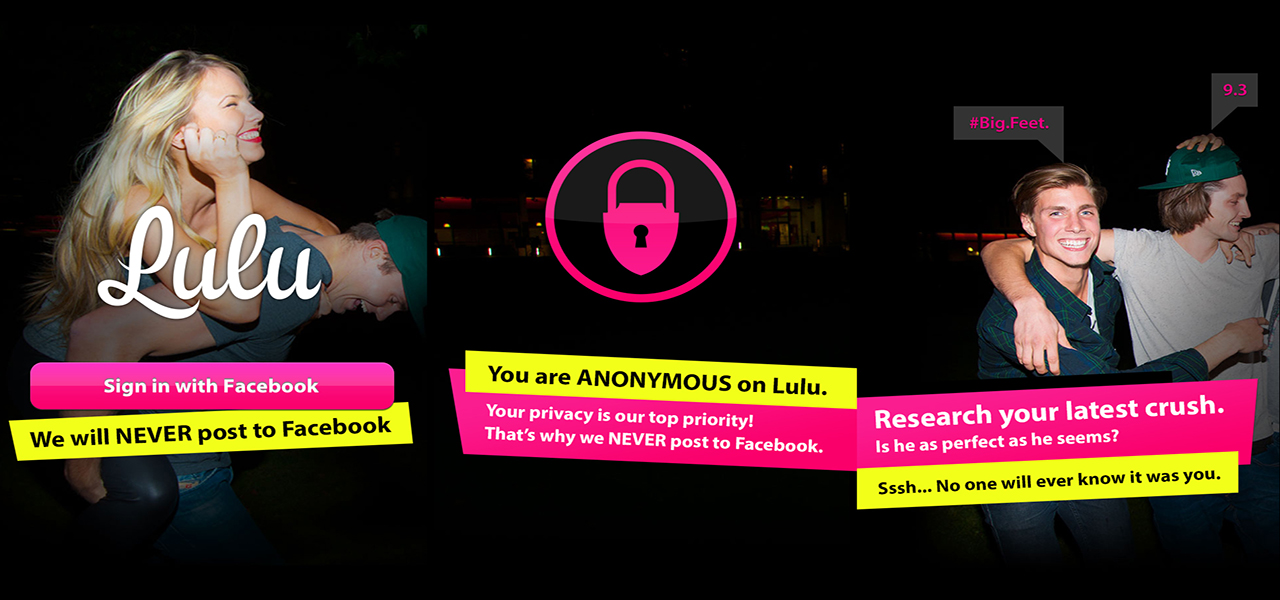 Lulu
Sign in with Facebook
We will NEVER post to Facebook
You are ANONYMOUS on Lulu.
Your privacy is our top priority!
That's why we NEVER post to Facebook.
#Big.Feet.
9.3
Research your latest crush.
Is he as perfect as he seems?
Sssh... No one will ever know it was you.